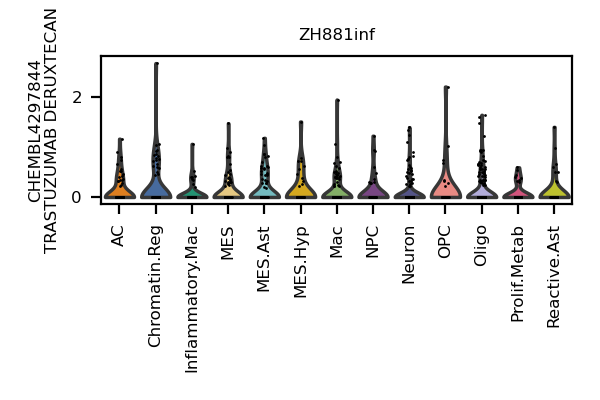 ZH881inf
CHEMBL4297844
TRASTUZUMAB DERUXTECAN
2
0
AC
Chromatin.Reg
Inflammatory.Mac
MES
MES.Ast
MES.Hyp
Mac
NPC
Neuron
OPC
Oligo
Prolif.Metab
Reactive.Ast